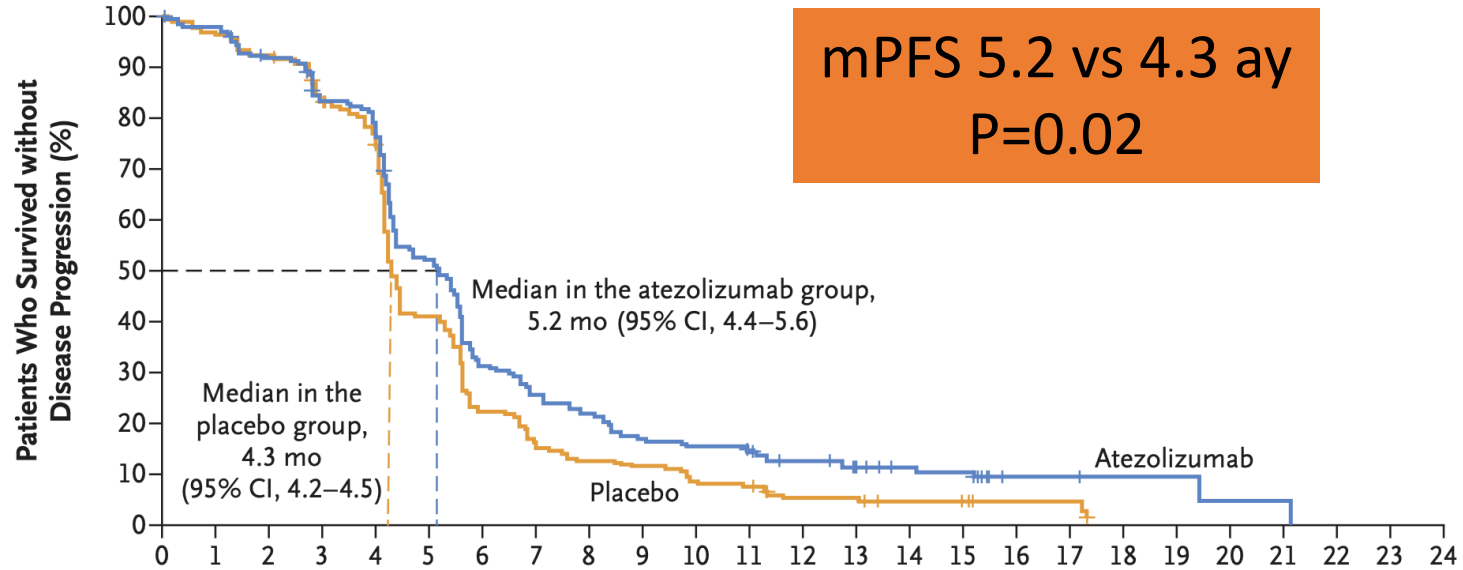 mPFS 5.2 vs 4.3 ay
P=0.02
Patients Who Survived without
Disease Progression (%)
100
90
80
70
60
50
40
30
20
10
0
Median in the atezolizumab group,
5.2 mo (95% CI, 4.4–5.6)
Median in the
placebo group,
4.3 mo
(95% CI, 4.2–4.5)
Placebo
Atezolizumab
0 1 2 3 4 5 6 7 8 9 10 11 12 13 14 15 16 17 18 19 20 21 22 23 24